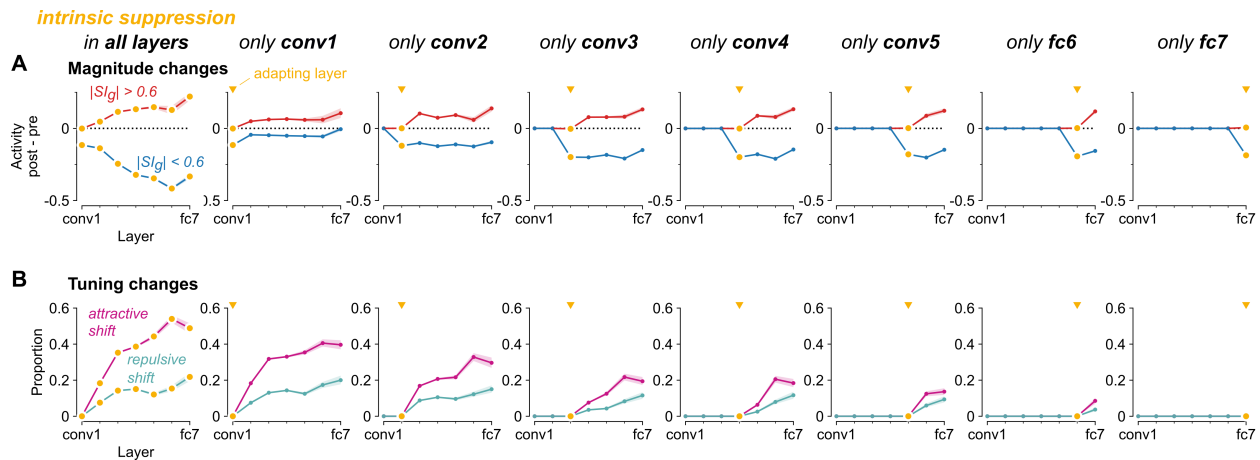 intrinsic suppression
in all layers only conv1 only conv2 only conv3 only conv4 only conv5 only fc6 only fc7
A
Magnitude changes
adapting layer
|SIg| > 0.6
0 0 0 0 0 0 0 0
Activity
post - pre
|SIg| < 0.6
-0.5 0.5 -0.5 -0.5 -0.5 -0.5 -0.5 -0.5
conv1 fc7 conv1 fc7 conv1 fc7 conv1 fc7 conv1 fc7 conv1 fc7 conv1 fc7 conv1 fc7
Layer
B
Tuning changes
0.6 0.6 0.6 0.6 0.6 0.6 0.6 0.6
attractive
shift
0.4 0.4 0.4 0.4 0.4 0.4 0.4 0.4
repulsive
shift
Proportion
0.2 0.2 0.2 0.2 0.2 0.2 0.2 0.2
0 0 0 0 0 0 0 0
conv1 fc7 conv1 fc7 conv1 fc7 conv1 fc7 conv1 fc7 conv1 fc7 conv1 fc7 conv1 fc7
Layer